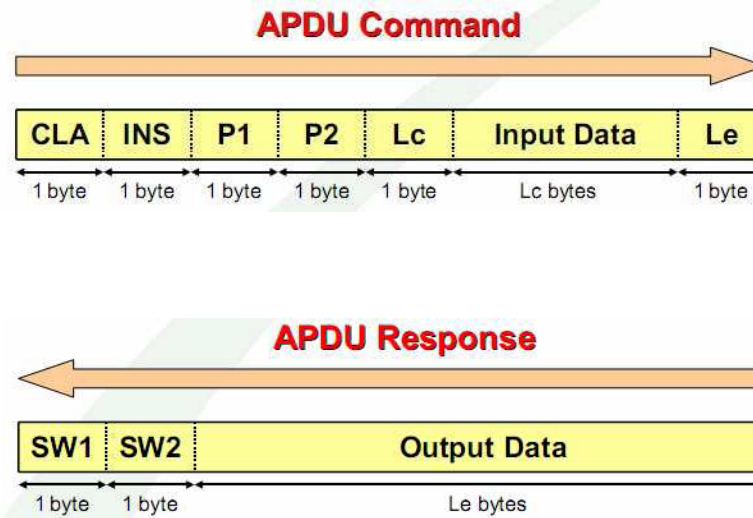 APDU Command
CLA INS P1 P2 Lc Input Data Le
1 byte 1 byte 1 byte 1 byte 1 byte Lc bytes 1 byte
APDU Response
SW1 SW2 Output Data
1 byte 1 byte Le bytes